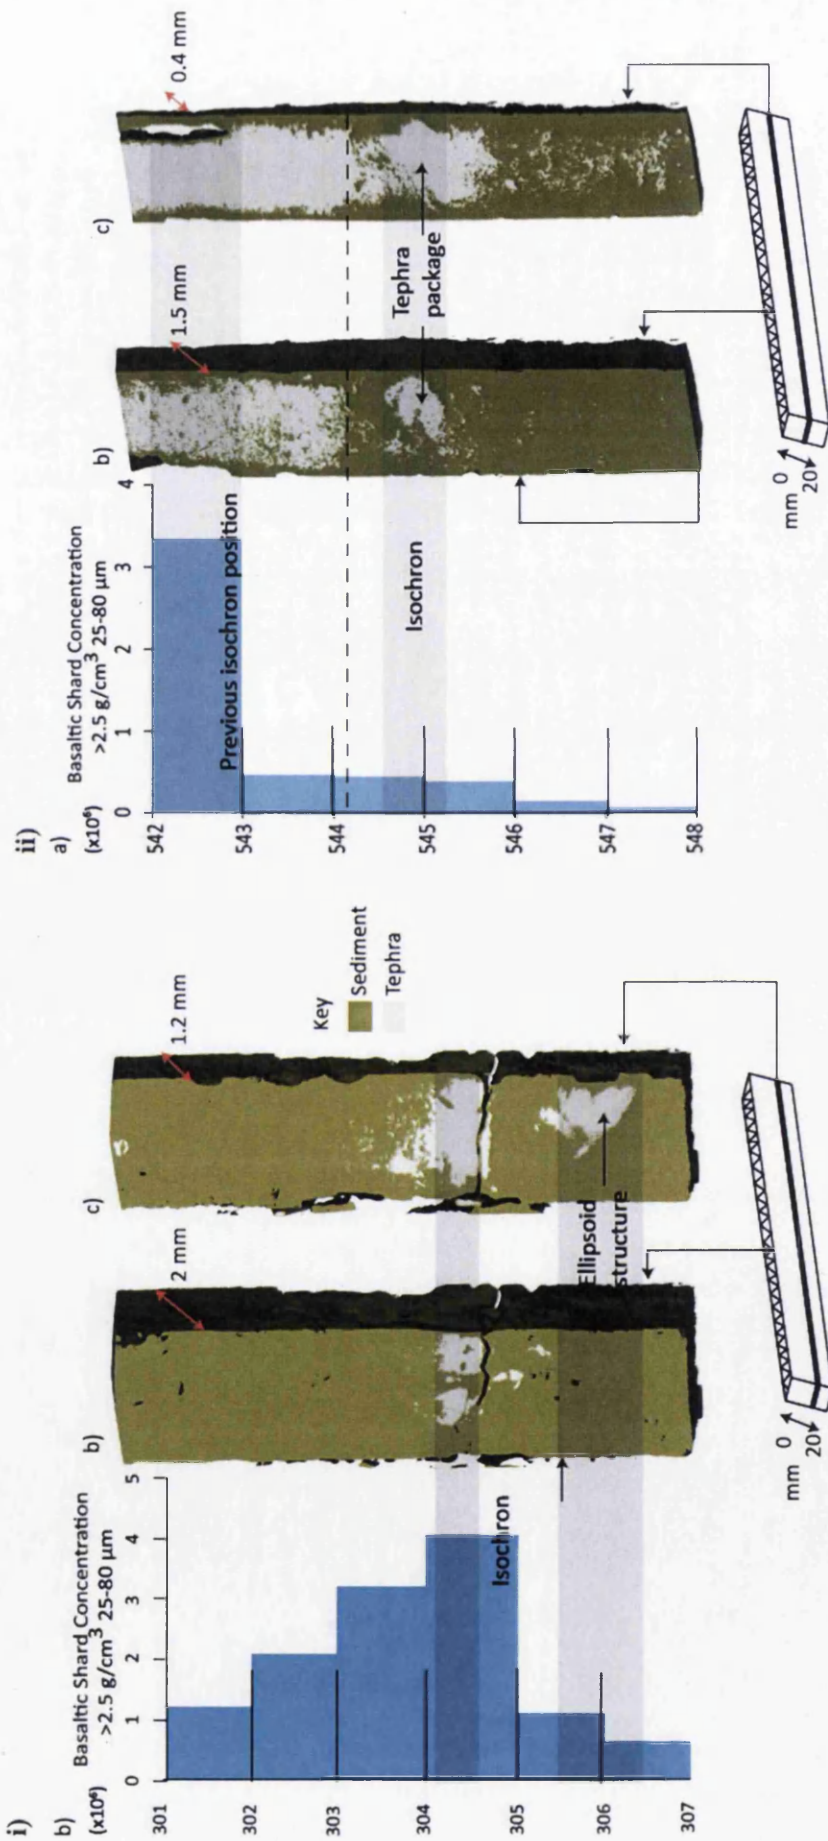 i)
b)
Basaltic Shard Concentration
>2.5 g/cm³ 25-80 µm
(x10⁶)
0 1 2 3 4 5
301
302
303
304
305
306
307
Isochron
b)
2 mm
c)
1.2 mm
Ellipsoid
structure
Key
Sediment
Tephra
mm 0
20
ii)
a)
Basaltic Shard Concentration
>2.5 g/cm³ 25-80 µm
(x10⁶)
0 1 2 3 4
542
543
544
545
546
547
548
Previous isochron position
Isochron
b)
1.5 mm
c)
0.4 mm
Tephra
package
mm 0
20